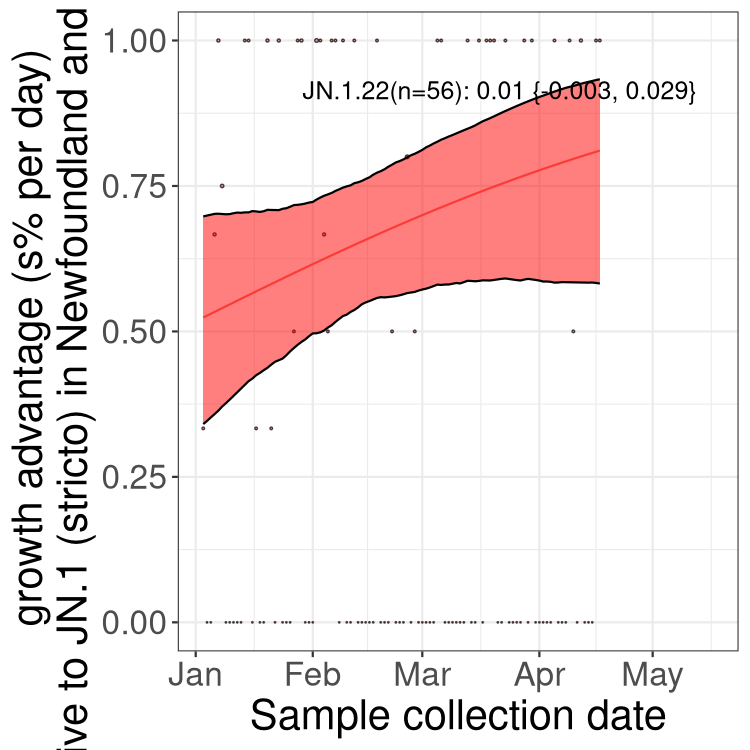 growth advantage (s% per day)
to JN.1 (stricto) in Newfoundland and
1.00
0.75
0.50
0.25
0.00
JN.1.22(n=56): 0.01 {-0.003, 0.029}
Jan Feb Mar Apr May
Sample collection date